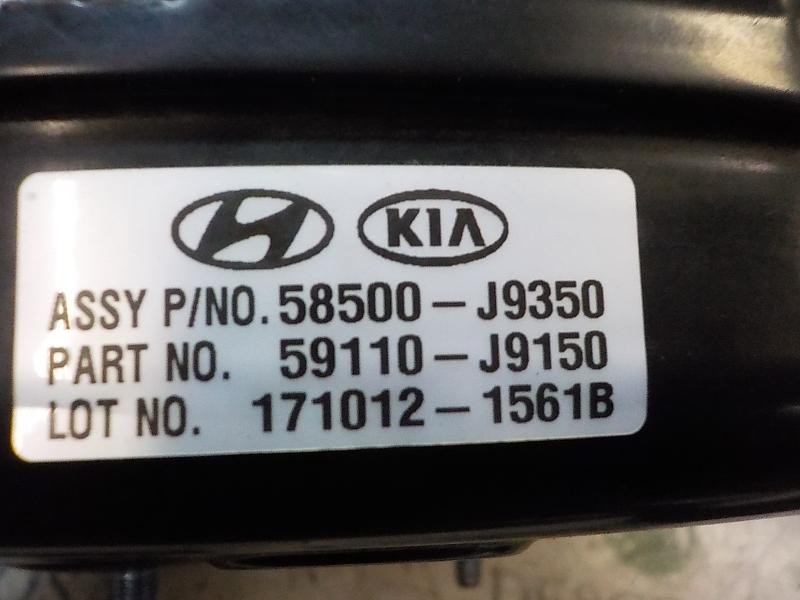 KIA
ASSY P/NO. 58500-J9350
PART NO. 59110-J9150
LOT NO. 171012-1561B